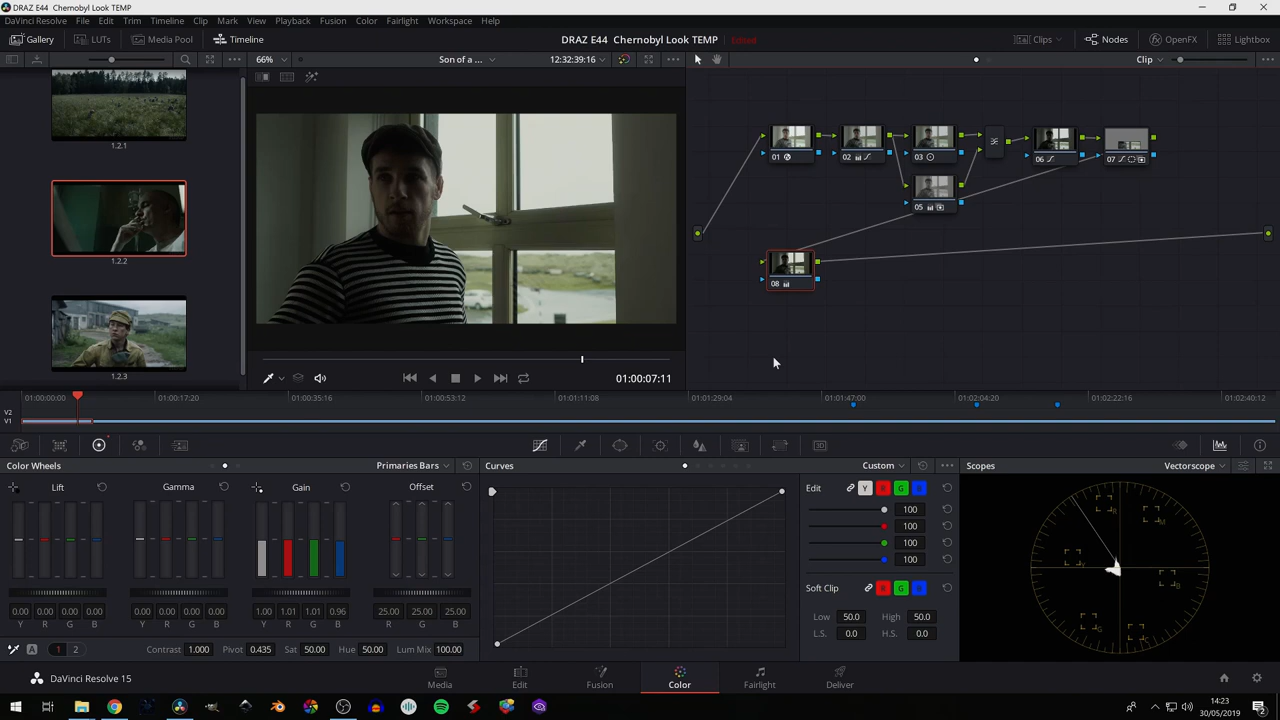 DRAZ E44 Chernobyl Look TEMP
DaVinci Resolve File Edit Trim Timeline Clip Mark View Playback Fusion Color Fairlight Workspace Help
Gallery LUTs Media Pool Timeline DRAZ E44 Chernobyl Look TEMP Edited Clips Nodes OpenFX Lightbox
66% Son of a ... 12:32:39:16 Clip
1.2.1
1.2.2
1.2.3
01 02 03 06 07
05
08
01:00:07:11
01:00:00:00 01:00:17:20 01:00:35:16 01:00:53:12 01:01:11:08 01:01:29:04 01:01:47:00 01:02:04:20 01:02:22:16 01:02:40:12
V2
V1
Color Wheels Primaries Bars Curves Custom Scopes Vectorscope
Lift Gamma Gain Offset Edit Y R G B
100
100
100
100
Soft Clip R G B
0.00 0.00 0.00 0.00 0.00 0.00 0.00 0.00 1.00 1.01 1.01 0.96 25.00 25.00 25.00 Low 50.0 High 50.0
Y R G B Y R G B Y R G B R G B L.S. 0.0 H.S. 0.0
A 1 2 Contrast 1.000 Pivot 0.435 Sat 50.00 Hue 50.00 Lum Mix 100.00
R M B C G Y
DaVinci Resolve 15 Media Edit Fusion Color Fairlight Deliver
14:23
30/05/2019
2